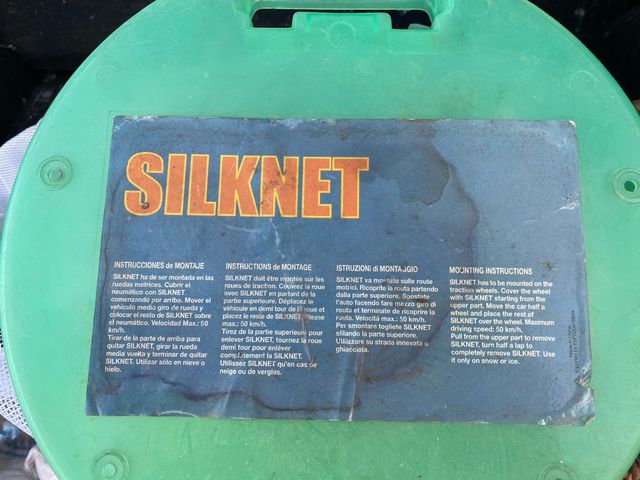 SILKNET
INSTRUCCIONES de MONTAJE
SILKNET ha de ser montada en las
ruedas motrices. Cubrir el
neumático con SILKNET
comenzando por arriba. Mover el
vehículo medio giro de rueda y
colocar el resto de SILKNET sobre
el neumático. Velocidad Max.: 50
km/h.
Tirar de la parte de arriba para
quitar SILKNET, girar la rueda
media vuelta y terminar de quitar
SILKNET. Utilizar sólo en nieve o
hielo.
INSTRUCTIONS de MONTAGE
SILKNET doit être montée sur les
roues de traction. Couvrez la roue
avec SILKNET en partant de la
partie superieure. Déplacez le
véhicule en demi tour de la roue et
placez le reste de SILKNET. Vitesse
max.: 50 km/h.
Tirez de la partie superieure pour
enlever SILKNET, tournez la roue
demi tour pour enlever
complètement la SILKNET.
Utilissez SILKNET qu'en cas de
neige ou de verglas.
ISTRUZIONI di MONTAGGIO
SILKNET va montato sulle route
motrici. Ricoprire la routa partendo
dalla parte superiore. Spostate
l'auto facendo fare mezzo giro di
routa e terminate de ricoprire la
routa. Velocità max.: 50 km/h.
Per smontare togliete SILKNET
sfilando la parte superiore.
Utiuizzare su strada innevata o
ghiacciata.
MOUNTING INSTRUCTIONS
SILKNET has to be mounted on the
traction wheels. Cover the wheel
with SILKNET starting from the
upper part. Move the car half a
wheel and place the rest of
SILKNET over the wheel. Maximum
driving speed: 50 km/h.
Pull from the upper part to remove
SILKNET, turn half a lap to
completely remove SILKNET. Use
it only on snow or ice.
Made in China